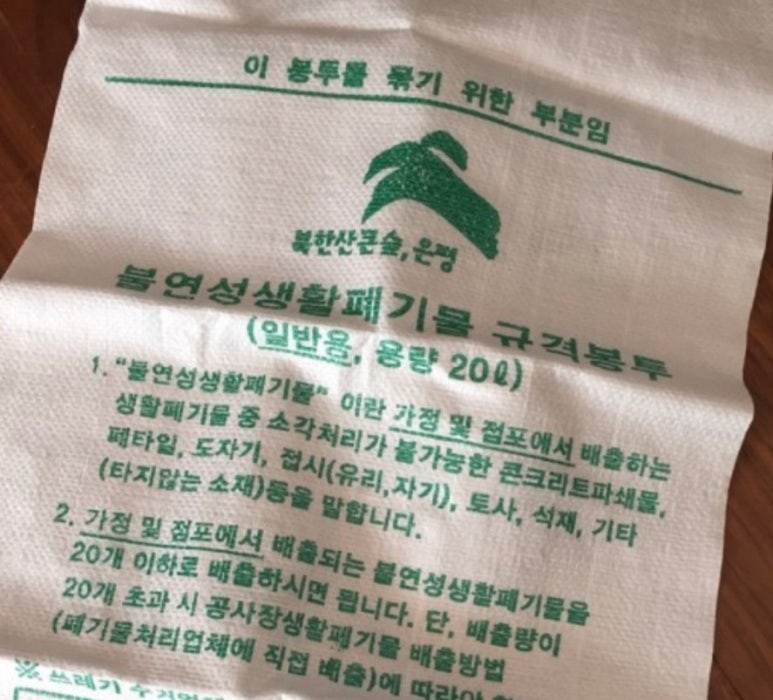 이 봉투를 묶기 위한 부분임
북한산큰숲, 은평
불연성생활폐기물 규격봉투
(일반용, 용량 20ℓ)
1. "불연성생활폐기물" 이란 가정 및 점포에서 배출하는
생활폐기물 중 소각처리가 불가능한 콘크리트파쇄물,
폐타일, 도자기, 접시(유리,자기), 토사, 석재, 기타
(타지않는 소재)등을 말합니다.
2. 가정 및 점포에서 배출되는 불연성생활폐기물을
20개 이하로 배출하시면 됩니다. 단, 배출량이
20개 초과 시 공사장생활폐기물 배출방법
(폐기물처리업체에 직접 배출)에 따라야
※ 쓰레기